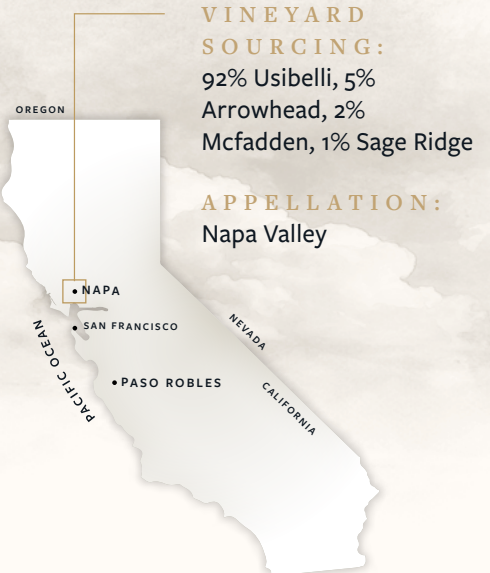 VINEYARD
SOURCING:
92% Usibelli, 5%
Arrowhead, 2%
Mcfadden, 1% Sage Ridge
APPELLATION:
Napa Valley
OREGON
NAPA
SAN FRANCISCO
NEVADA
PACIFIC OCEAN
PASO ROBLES
CALIFORNIA